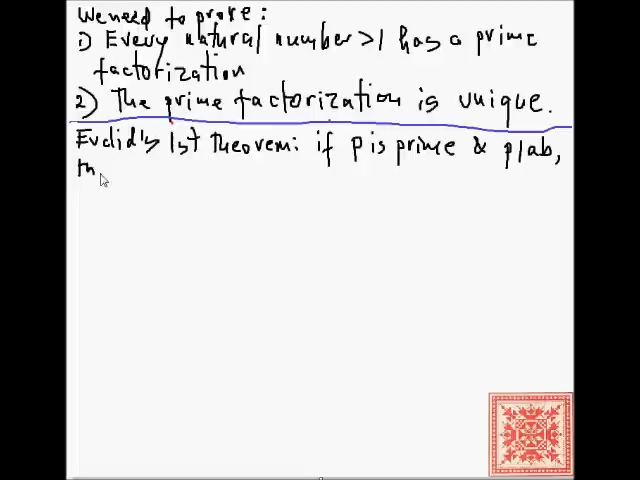 We need to prove:
1) Every natural number >1 has a prime
factorization
2) The prime factorization is unique.
Euclid's 1st Theorem: if p is prime & p|ab,
th